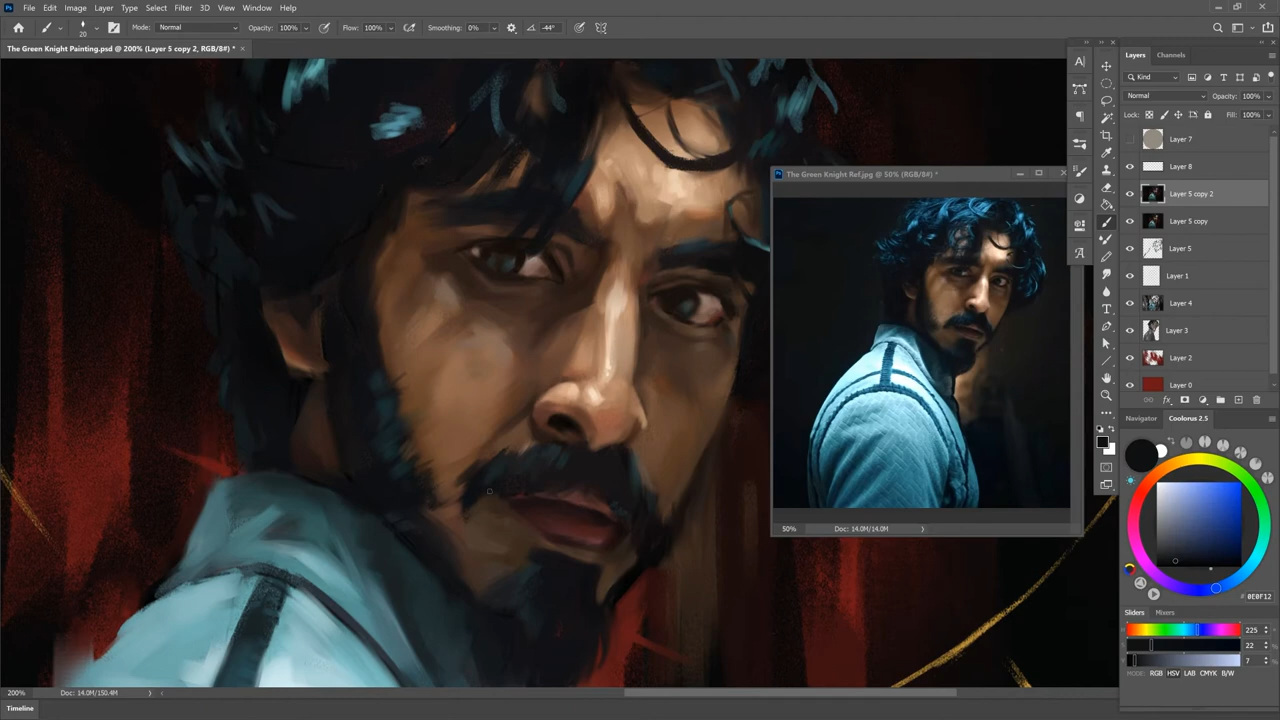 Ps File Edit Image Layer Type Select Filter 3D View Window Help
20 Mode: Normal Opacity: 100% Flow: 100% Smoothing: 0% -44°
The Green Knight Painting.psd @ 200% (Layer 5 copy 2, RGB/8#) * ×
The Green Knight Ref.jpg @ 50% (RGB/8#) *
50% Doc: 14.0M/14.0M
Layers Channels
Kind
Normal Opacity: 100%
Lock: Fill: 100%
Layer 7
Layer 8
Layer 5 copy 2
Layer 5 copy
Layer 5
Layer 1
Layer 4
Layer 3
Layer 2
Layer 0
fx
Navigator Coolorus 2.5
# 0E0F12
Sliders Mixers
225
22
7
MODE: RGB HSV LAB CMYK B/W
200% Doc: 14.0M/150.4M
Timeline